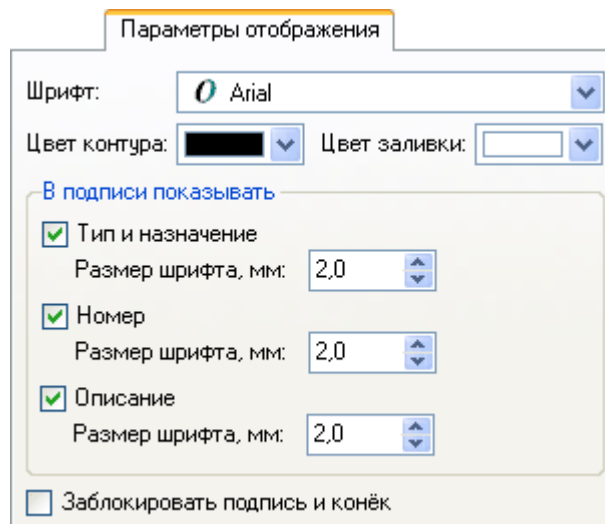 Параметры отображения
Шрифт: O Arial
Цвет контура: Цвет заливки:
В подписи показывать
Тип и назначение
Размер шрифта, мм: 2,0
Номер
Размер шрифта, мм: 2,0
Описание
Размер шрифта, мм: 2,0
Заблокировать подпись и конёк